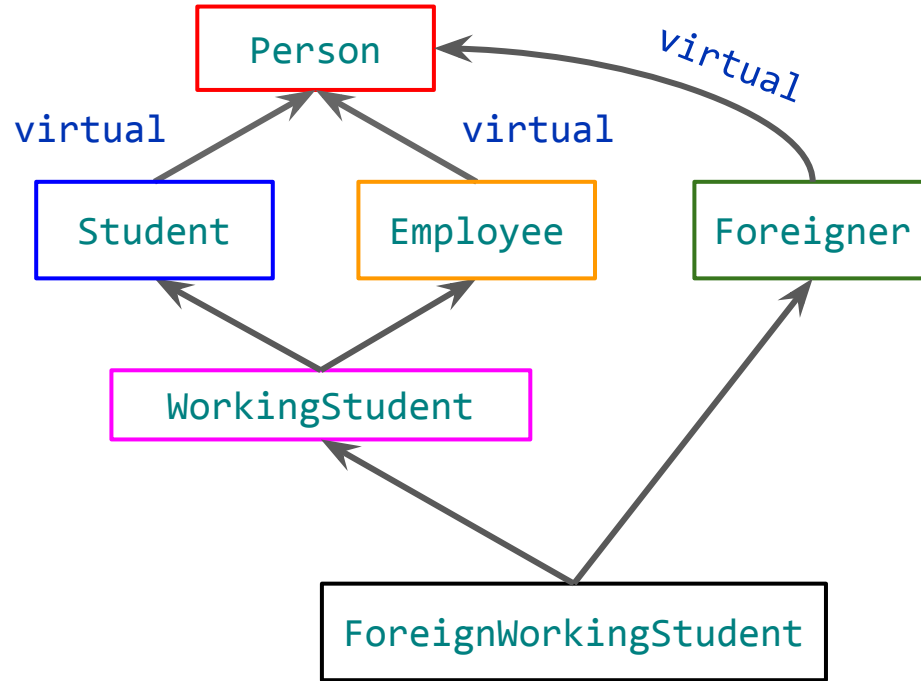 Person
virtual
virtual
virtual
Student
Employee
Foreigner
WorkingStudent
ForeignWorkingStudent